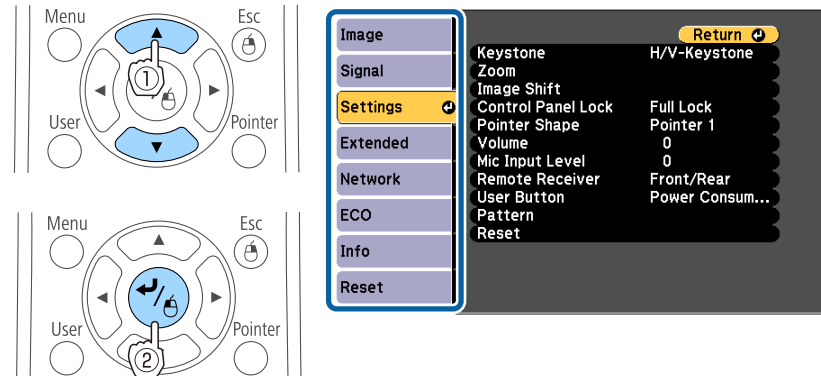 Menu
Esc
1
User
Pointer
Menu
Esc
User
Pointer
2
Image
Signal
Settings
Extended
Network
ECO
Info
Reset
Return
Keystone H/V-Keystone
Zoom
Image Shift
Control Panel Lock Full Lock
Pointer Shape Pointer 1
Volume 0
Mic Input Level 0
Remote Receiver Front/Rear
User Button Power Consum...
Pattern
Reset